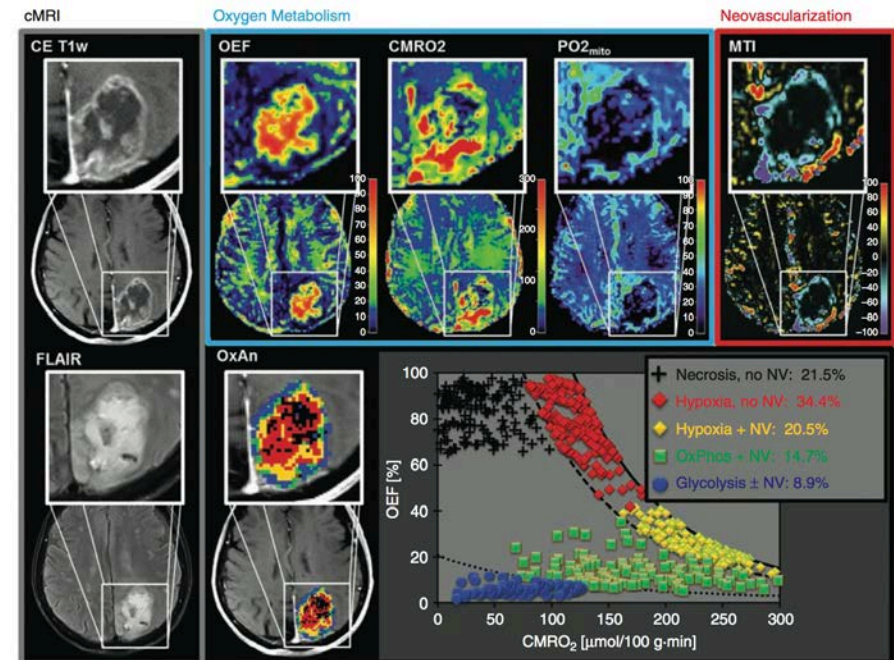 cMRI
Oxygen Metabolism
Neovascularization
CE T1w
OEF
CMRO2
PO2mito
MTI
100
90
80
70
60
50
40
30
20
10
0
300
200
100
0
100
90
80
70
60
50
40
30
20
10
0
100
80
60
40
20
0
−20
−40
−60
−80
−100
FLAIR
OxAn
100
80
60
40
20
0
OEF [%]
0
50
100
150
200
250
300
CMRO₂ [µmol/100 g·min]
Necrosis, no NV: 21.5%
Hypoxia, no NV: 34.4%
Hypoxia + NV: 20.5%
OxPhos + NV: 14.7%
Glycolysis ± NV: 8.9%